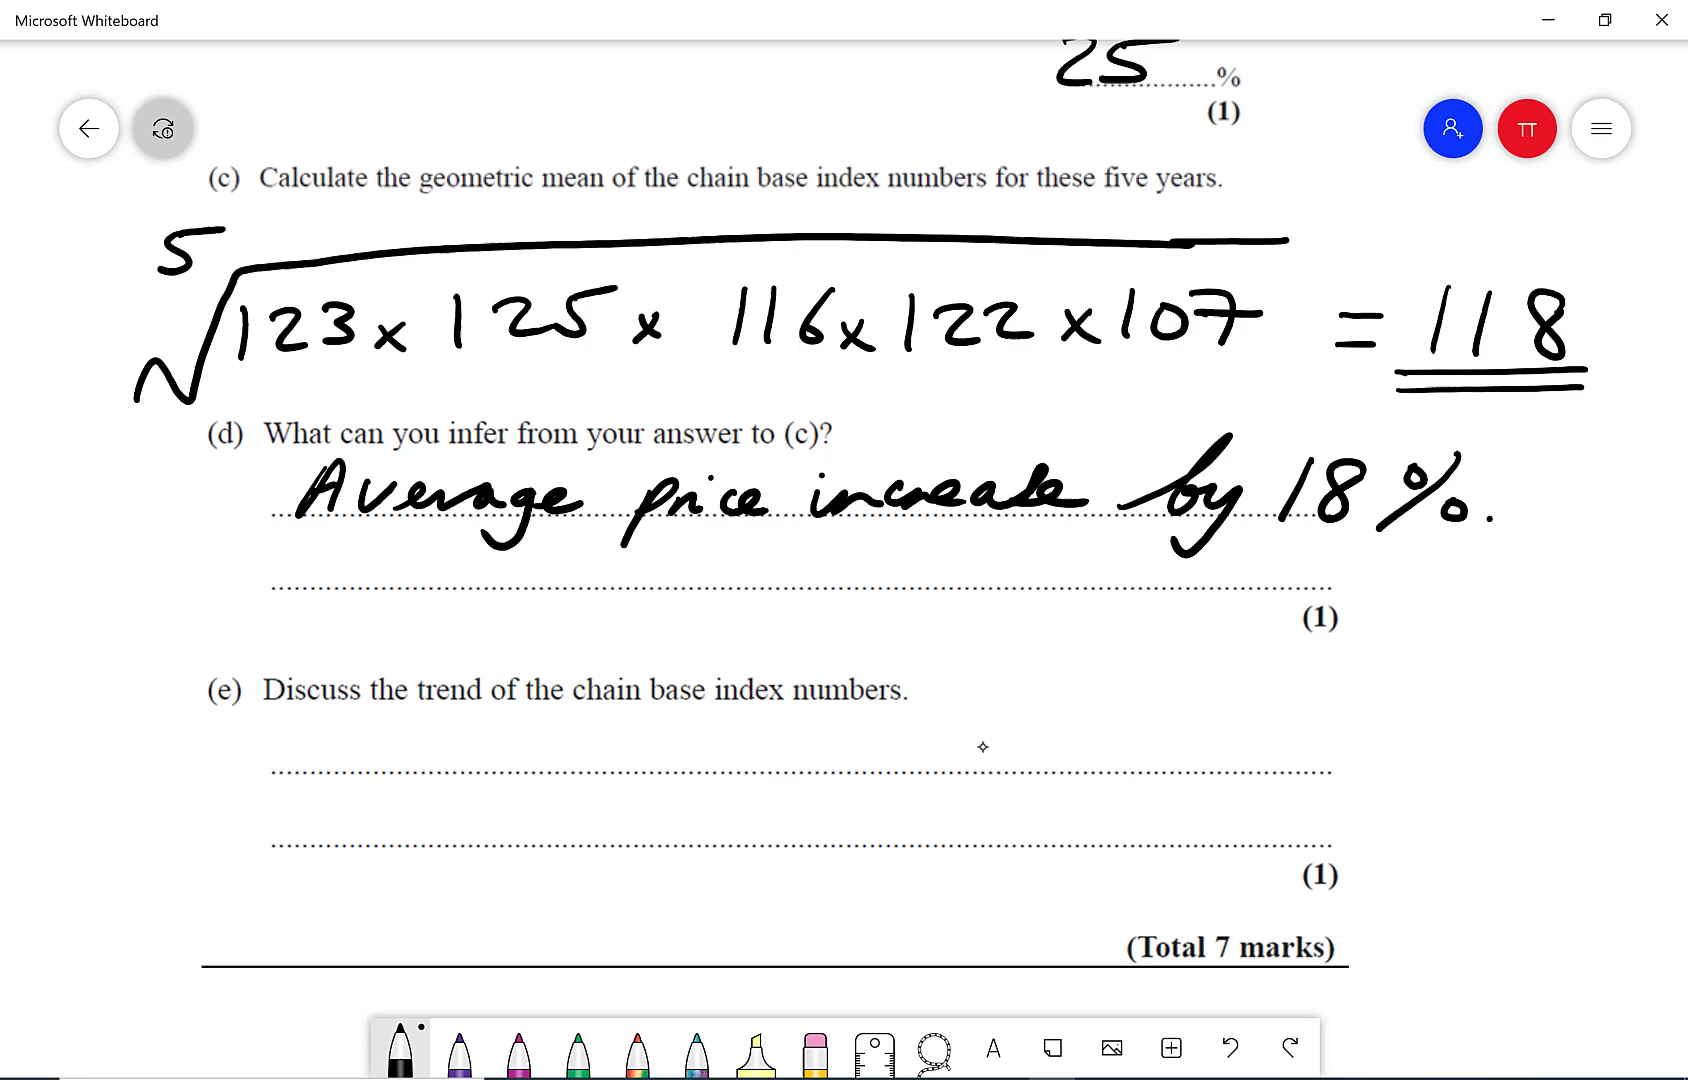 Microsoft Whiteboard
25 ..................%
(1)
TT
(c) Calculate the geometric mean of the chain base index numbers for these five years.
5√123 x 125 x 116 x 122 x 107 = 118
(d) What can you infer from your answer to (c)?
Average price increase by 18%.
(1)
(e) Discuss the trend of the chain base index numbers.
(1)
(Total 7 marks)
A